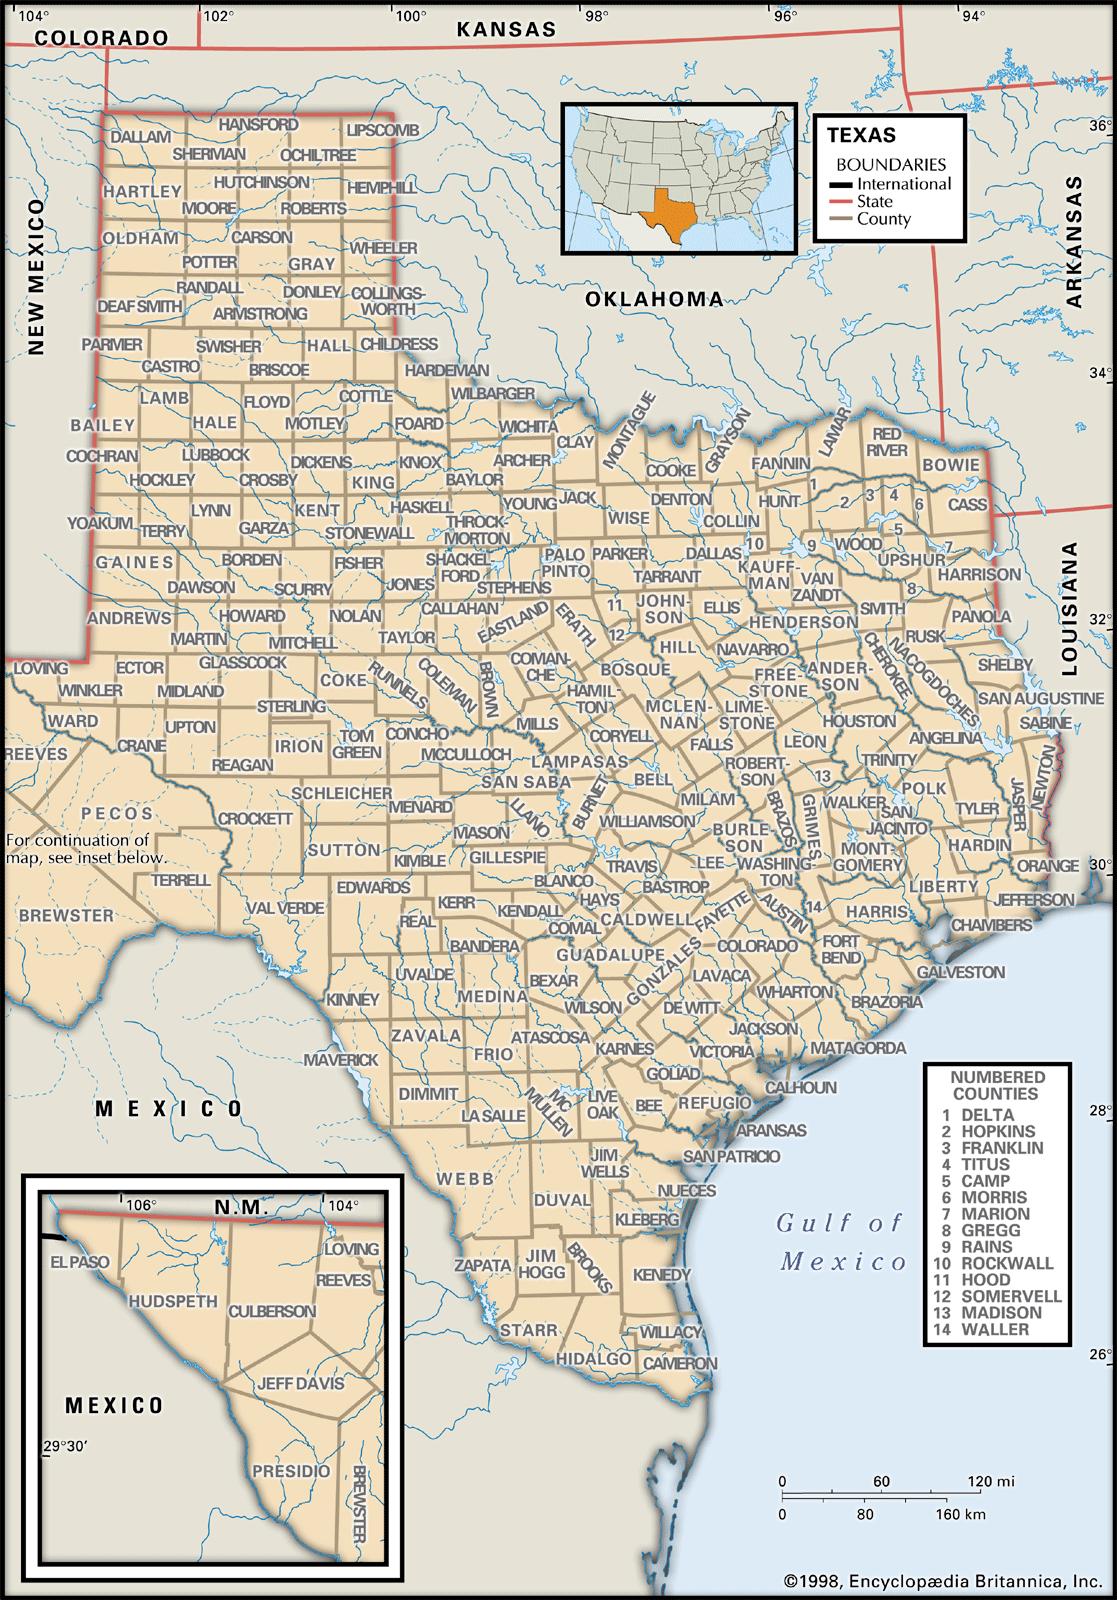 104°
102°
100°
98°
96°
94°
COLORADO
KANSAS
36°
DALLAM
HANSFORD
LIPSCOMB
SHERMAN
OCHILTREE
TEXAS
BOUNDARIES
International
State
County
HARTLEY
HUTCHINSON
HEMPHILL
MOORE
ROBERTS
NEW MEXICO
ARKANSAS
OLDHAM
CARSON
WHEELER
POTTER
GRAY
RANDALL
DONLEY
COLLINGS-
WORTH
DEAF SMITH
ARMSTRONG
OKLAHOMA
PARMER
SWISHER
HALL
CHILDRESS
CASTRO
BRISCOE
HARDEMAN
34°
LAMB
FLOYD
COTTLE
WILBARGER
BAILEY
HALE
MOTLEY
FOARD
WICHITA
CLAY
MONTAGUE
GRAYSON
LAMAR
RED
RIVER
COCHRAN
LUBBOCK
DICKENS
KNOX
ARCHER
COOKE
FANNIN
BOWIE
HOCKLEY
CROSBY
KING
BAYLOR
YOUNG
JACK
DENTON
HUNT
1
2
3
4
6
CASS
YOAKUM
LYNN
KENT
HASKELL
WISE
COLLIN
TERRY
GARZA
STONEWALL
THROCK-
MORTON
5
GAINES
BORDEN
FISHER
SHACKEL
FORD
PALO
PINTO
PARKER
DALLAS
10
9
WOOD
7
UPSHUR
DAWSON
SCURRY
JONES
STEPHENS
TARRANT
KAUFF-
MAN
VAN
ZANDT
8
HARRISON
ANDREWS
HOWARD
NOLAN
CALLAHAN
EASTLAND
ERATH
11
JOHN-
SON
ELLIS
HENDERSON
SMITH
PANOLA
32°
MARTIN
MITCHELL
TAYLOR
12
HILL
NAVARRO
CHEROKEE
RUSK
NACOGDOCHES
LOUISIANA
LOVING
ECTOR
GLASSCOCK
COKE
RUNNELS
COLEMAN
BROWN
COMAN-
CHE
BOSQUE
FREE-
STONE
ANDER-
SON
SHELBY
WINKLER
MIDLAND
STERLING
HAMIL-
TON
MCLEN-
NAN
LIME-
STONE
SAN AUGUSTINE
WARD
UPTON
IRION
TOM
GREEN
CONCHO
MILLS
CORYELL
FALLS
LEON
HOUSTON
ANGELINA
SABINE
REEVES
CRANE
REAGAN
MCCULLOCH
LAMPASAS
ROBERT-
SON
13
TRINITY
NEWTON
PECOS
CROCKETT
SCHLEICHER
MENARD
SAN SABA
LLANO
BURNET
BELL
MILAM
BRAZOS
GRIMES
WALKER
SAN
JACINTO
POLK
TYLER
JASPER
For continuation of
map, see inset below.
SUTTON
KIMBLE
MASON
GILLESPIE
WILLIAMSON
BURLE
SON
MONT-
GOMERY
HARDIN
ORANGE
30°
TERRELL
EDWARDS
BLANCO
TRAVIS
LEE
WASHING-
TON
LIBERTY
JEFFERSON
BREWSTER
VAL VERDE
REAL
KERR
KENDALL
HAYS
BASTROP
FAYETTE
AUSTIN
14
HARRIS
CHAMBERS
BANDERA
COMAL
CALDWELL
GUADALUPE
GONZALES
COLORADO
FORT
BEND
GALVESTON
KINNEY
UVALDE
MEDINA
BEXAR
WILSON
LAVACA
DE WITT
WHARTON
BRAZORIA
MAVERICK
ZAVALA
FRIO
ATASCOSA
KARNES
VICTORIA
JACKSON
MATAGORDA
MEXICO
DIMMIT
LA SALLE
MC
MULLEN
LIVE
OAK
BEE
GOLIAD
REFUGIO
CALHOUN
ARANSAS
28°
WEBB
DUVAL
JIM
WELLS
SAN PATRICIO
NUECES
KLEBERG
ZAPATA
JIM
HOGG
BROOKS
KENEDY
STARR
HIDALGO
WILLACY
CAMERON
26°
Gulf of
Mexico
NUMBERED
COUNTIES
1 DELTA
2 HOPKINS
3 FRANKLIN
4 TITUS
5 CAMP
6 MORRIS
7 MARION
8 GREGG
9 RAINS
10 ROCKWALL
11 HOOD
12 SOMERVELL
13 MADISON
14 WALLER
106°
N.M.
104°
EL PASO
HUDSPETH
CULBERSON
LOVING
REEVES
JEFF DAVIS
MEXICO
29°30'
PRESIDIO
BREWSTER
0 60 120 mi
0 80 160 km
©1998, Encyclopædia Britannica, Inc.